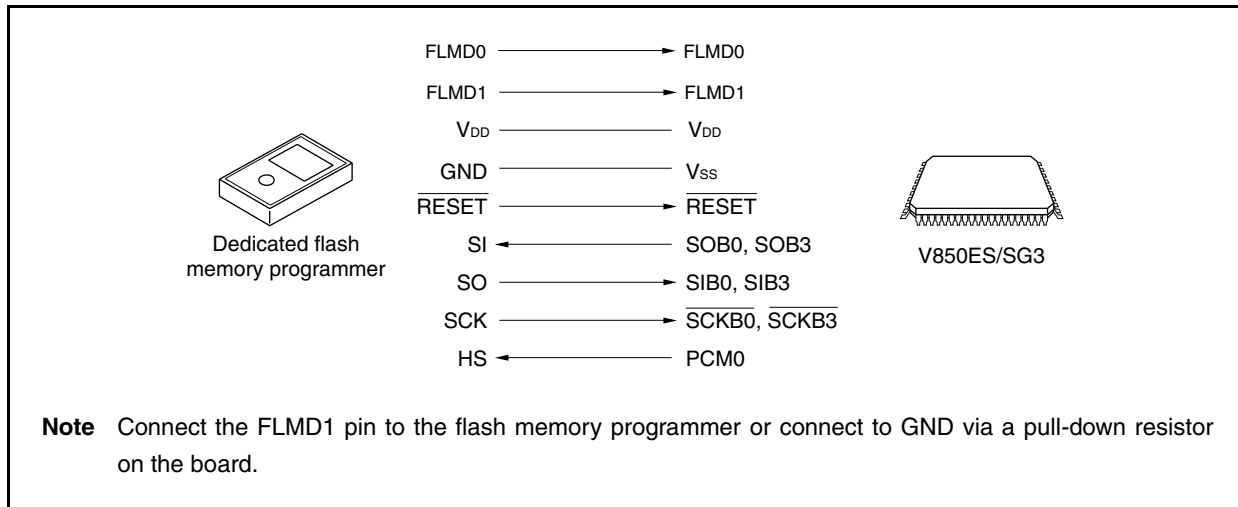 FLMD0 FLMD0
FLMD1 FLMD1
VDD VDD
GND VSS
RESET RESET
SI SOB0, SOB3
SO SIB0, SIB3
SCK SCKB0, SCKB3
HS PCM0
Dedicated flash
memory programmer
V850ES/SG3
Note Connect the FLMD1 pin to the flash memory programmer or connect to GND via a pull-down resistor
on the board.